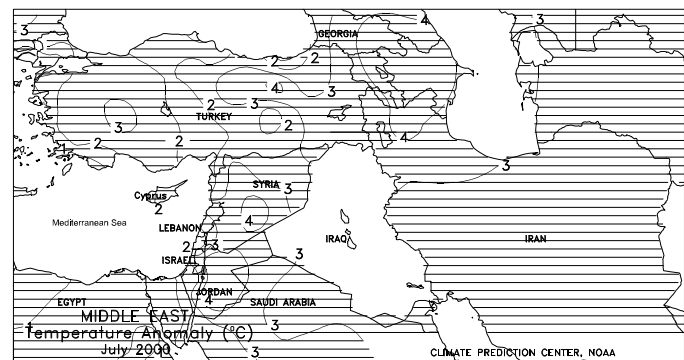 3
4
GEORGIA
3
2 2
4 3
2
TURKEY
3
2
2 2
4
3
SYRIA 3
Cyprus
2
4
Mediterranean Sea
LEBANON
2 3
IRAQ
IRAN
ISRAEL
3
JORDAN
4
EGYPT
SAUDI ARABIA
MIDDLE EAST
Temperature Anomaly (°C)
July 2000
3
3
CLIMATE PREDICTION CENTER, NOAA